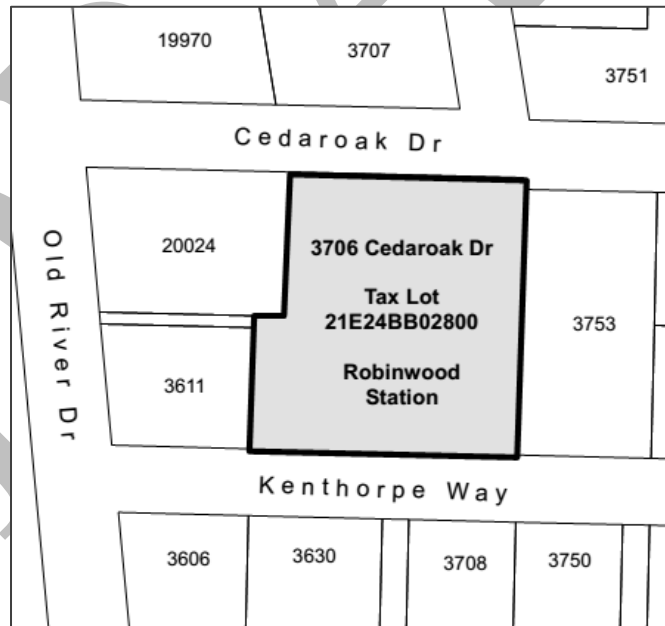 19970
3707
3751
Cedaroak Dr
20024
3706 Cedaroak Dr
Tax Lot
21E24BB02800
Robinwood
Station
3753
Old River Dr
3611
Kenthorpe Way
3606
3630
3708
3750